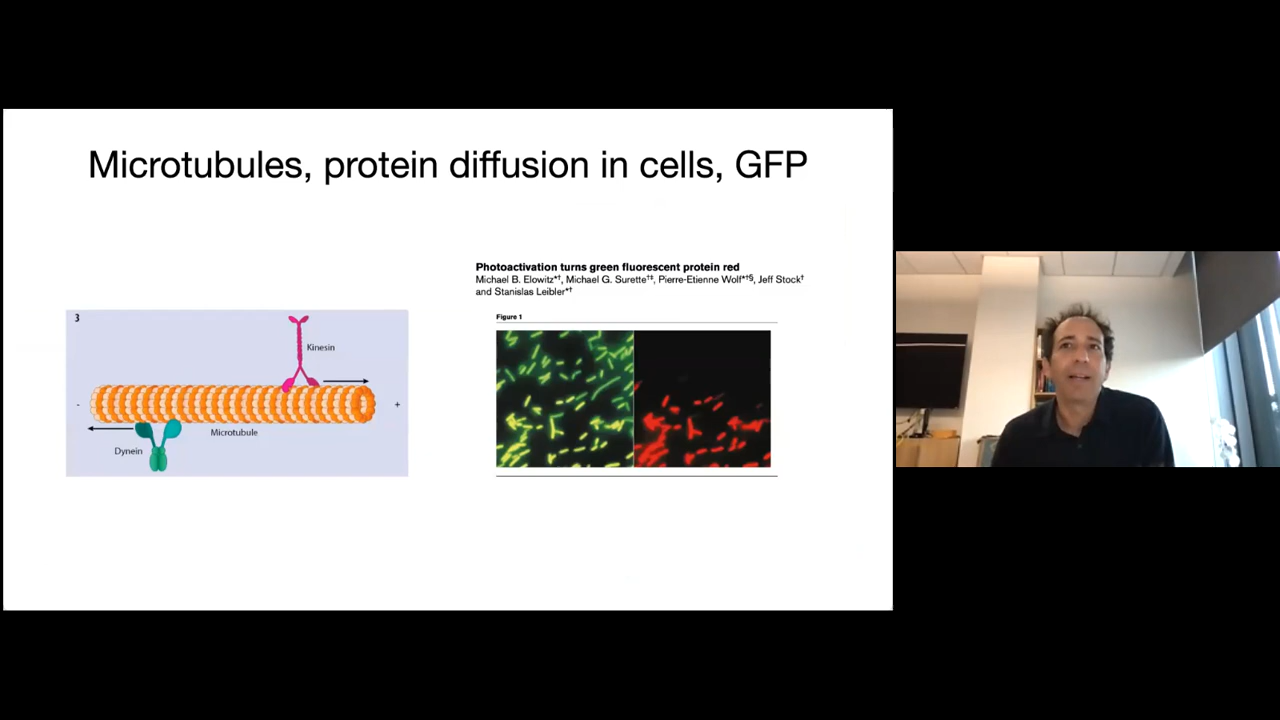 Microtubules, protein diffusion in cells, GFP
3
Kinesin
- +
Microtubule
Dynein
Photoactivation turns green fluorescent protein red
Michael B. Elowitz*†, Michael G. Surette†‡, Pierre-Etienne Wolf*†§, Jeff Stock†
and Stanislas Leibler*†
Figure 1